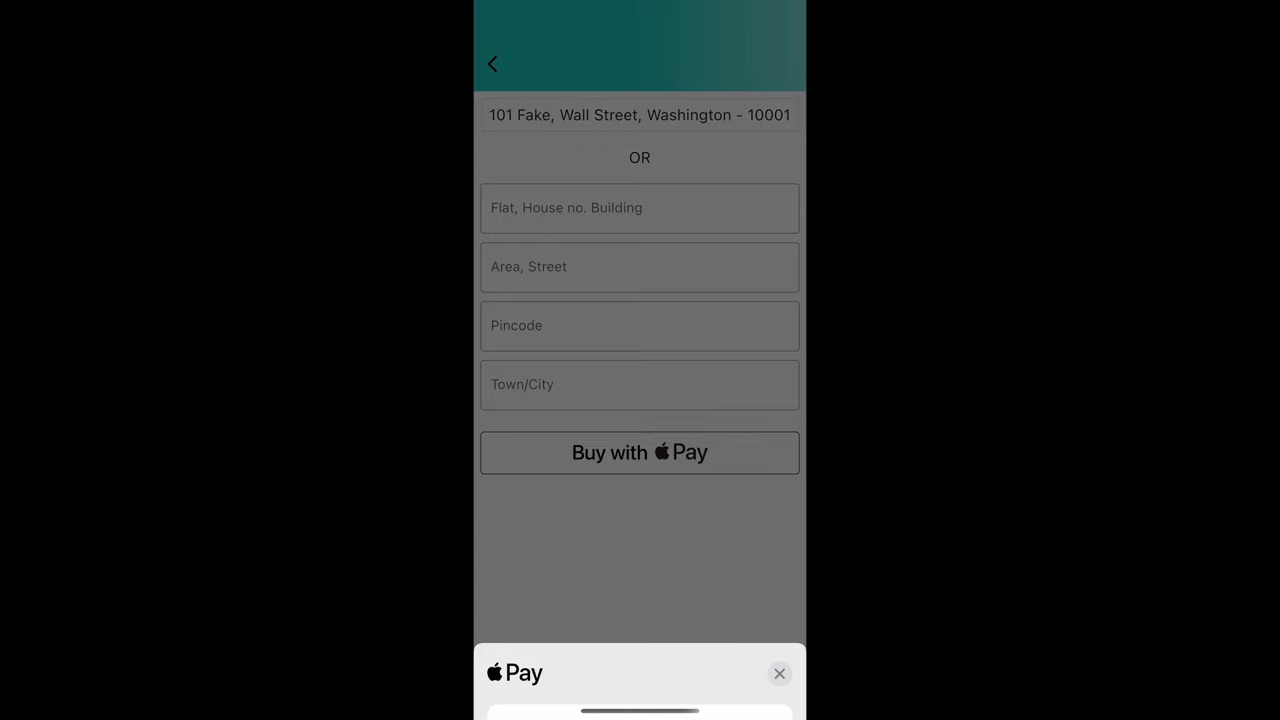 101 Fake, Wall Street, Washington - 10001
OR
Flat, House no. Building
Area, Street
Pincode
Town/City
Buy with Pay
Pay